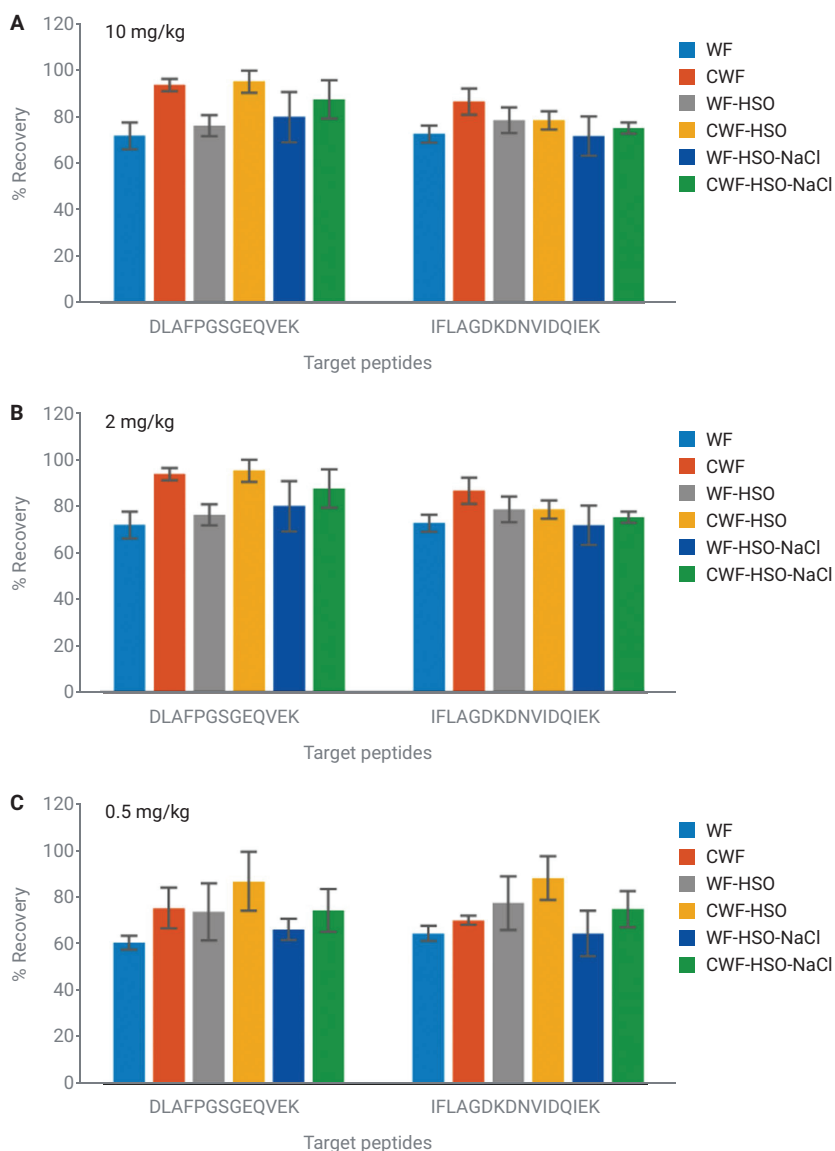 A
10 mg/kg
120
100
80
60
40
20
0
% Recovery
DLAFPGSGEQVEK
IFLAGDKDNVIDQIEK
Target peptides
WF
CWF
WF-HSO
CWF-HSO
WF-HSO-NaCl
CWF-HSO-NaCl
B
2 mg/kg
120
100
80
60
40
20
0
% Recovery
DLAFPGSGEQVEK
IFLAGDKDNVIDQIEK
Target peptides
WF
CWF
WF-HSO
CWF-HSO
WF-HSO-NaCl
CWF-HSO-NaCl
C
0.5 mg/kg
120
100
80
60
40
20
0
% Recovery
DLAFPGSGEQVEK
IFLAGDKDNVIDQIEK
Target peptides
WF
CWF
WF-HSO
CWF-HSO
WF-HSO-NaCl
CWF-HSO-NaCl